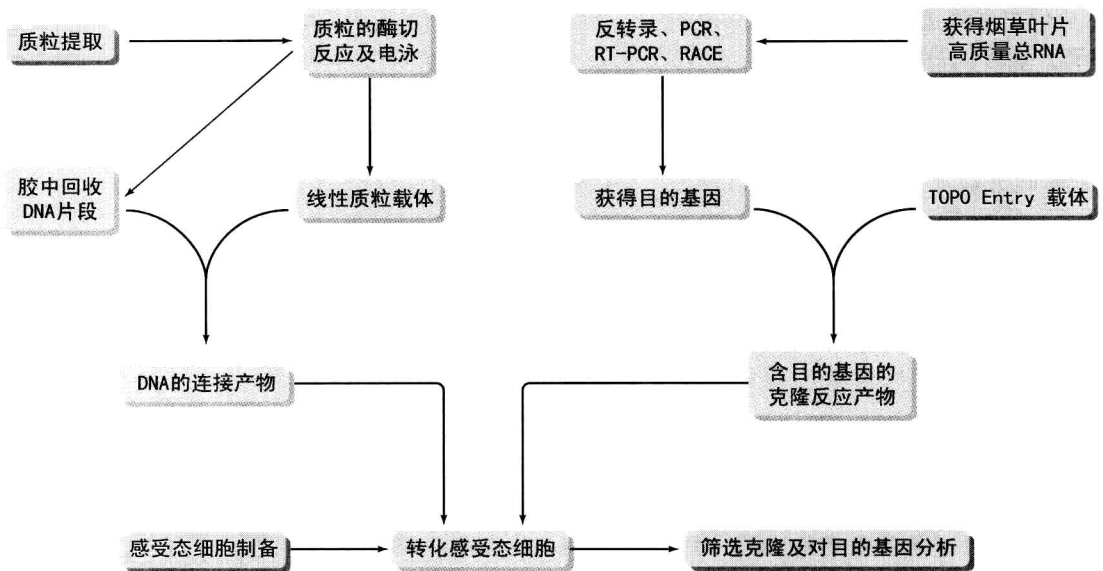 质粒提取
质粒的酶切
反应及电泳
反转录、PCR、
RT-PCR、RACE
获得烟草叶片
高质量总RNA
胶中回收
DNA片段
线性质粒载体
获得目的基因
TOPO Entry 载体
DNA的连接产物
含目的基因的
克隆反应产物
感受态细胞制备
转化感受态细胞
筛选克隆及对目的基因分析